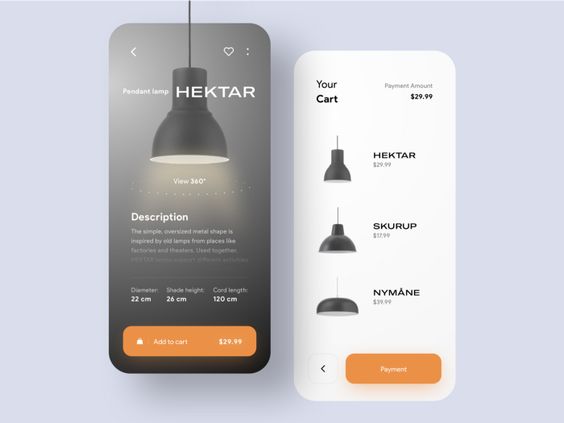 Pendant lamp HEKTAR
View 360°
Description
The simple, oversized metal shape is
inspired by old lamps from places like
factories and theaters. Used together,
HEKTAR lamps support different activities
Diameter: Shade height: Cord length:
22 cm 26 cm 120 cm
Add to cart $29.99
Your
Cart
Payment Amount
$29.99
HEKTAR
$29.99
SKURUP
$17.99
NYMÅNE
$39.99
Payment